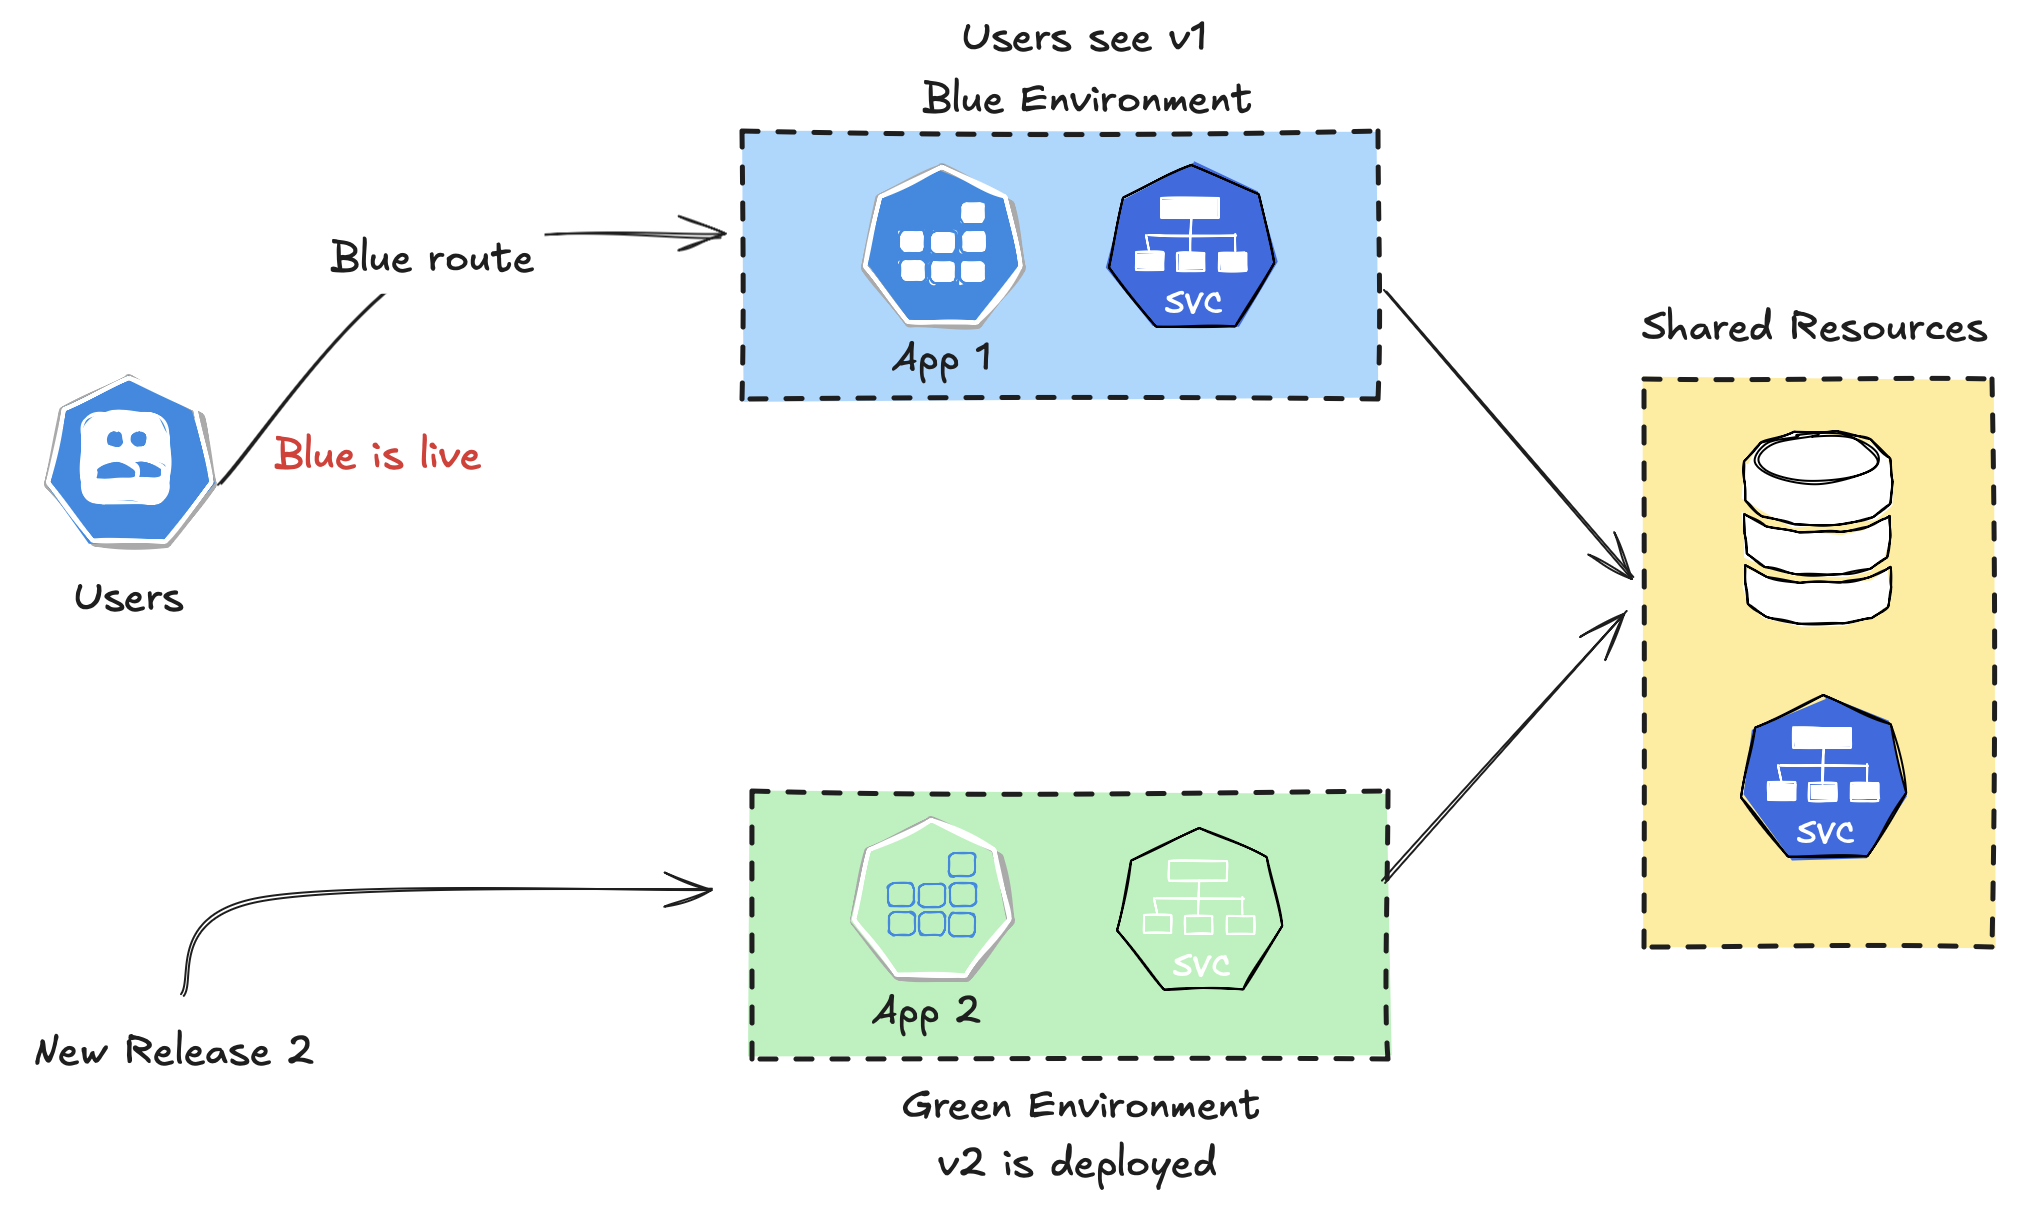 Users see v1
Blue Environment
Blue route
SVC
App 1
Shared Resources
Blue is live
Users
SVC
SVC
App 2
New Release 2
Green Environment
v2 is deployed